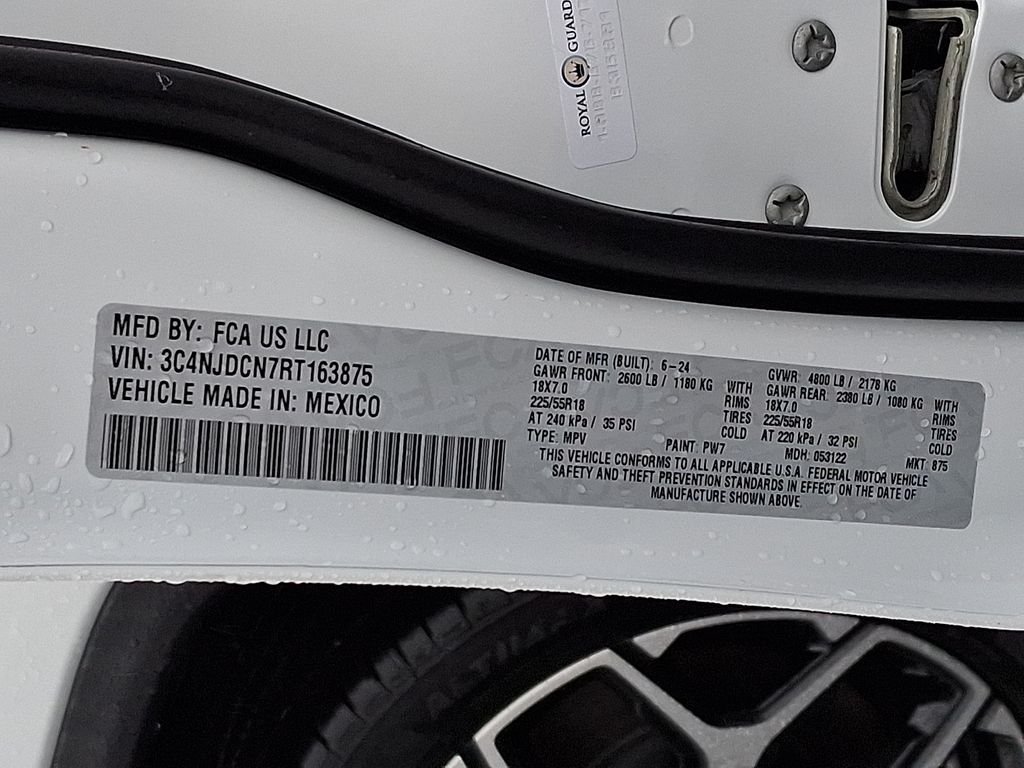 ROYAL GUARD
MFD BY: FCA US LLC
VIN: 3C4NJDCN7RT163875
VEHICLE MADE IN: MEXICO
DATE OF MFR (BUILT): 6-24
GVWR: 4800 LB / 2178 KG
GAWR FRONT: 2600 LB / 1180 KG WITH
18X7.0 RIMS
225/55R18 TIRES
AT 240 kPa / 35 PSI COLD
GAWR REAR: 2380 LB / 1080 KG WITH
18X7.0 RIMS
225/55R18 TIRES
AT 220 kPa / 32 PSI COLD
TYPE: MPV PAINT: PW7 MDH: 053122 MKT: 875
THIS VEHICLE CONFORMS TO ALL APPLICABLE U.S.A. FEDERAL MOTOR VEHICLE
SAFETY AND THEFT PREVENTION STANDARDS IN EFFECT ON THE DATE OF
MANUFACTURE SHOWN ABOVE.